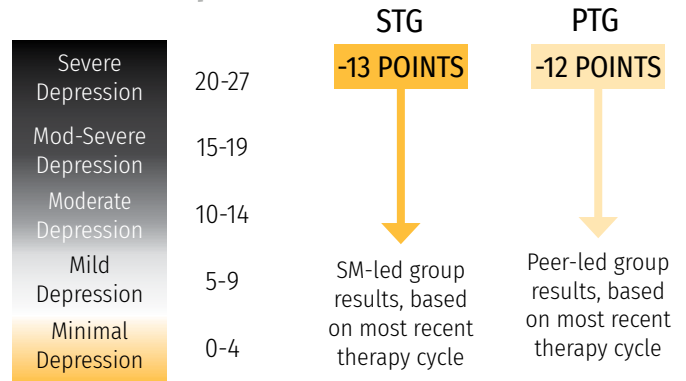 STG
PTG
-13 POINTS
-12 POINTS
Severe
Depression
20-27
Mod-Severe
Depression
15-19
Moderate
Depression
10-14
Mild
Depression
5-9
Minimal
Depression
0-4
SM-led group
results, based
on most recent
therapy cycle
Peer-led group
results, based
on most recent
therapy cycle